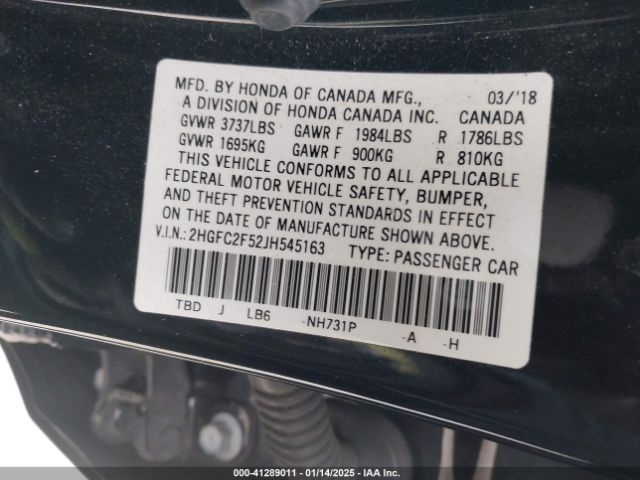 MFD. BY HONDA OF CANADA MFG., 03/'18
A DIVISION OF HONDA CANADA INC. CANADA
GVWR 3737LBS GAWR F 1984LBS R 1786LBS
GVWR 1695KG GAWR F 900KG R 810KG
THIS VEHICLE CONFORMS TO ALL APPLICABLE
FEDERAL MOTOR VEHICLE SAFETY, BUMPER,
AND THEFT PREVENTION STANDARDS IN EFFECT
ON THE DATE OF MANUFACTURE SHOWN ABOVE.
V.I.N.: 2HGFC2F52JH545163 TYPE: PASSENGER CAR
TBD J LB6 -NH731P -A -H
000-41289011 - 01/14/2025 - IAA Inc.